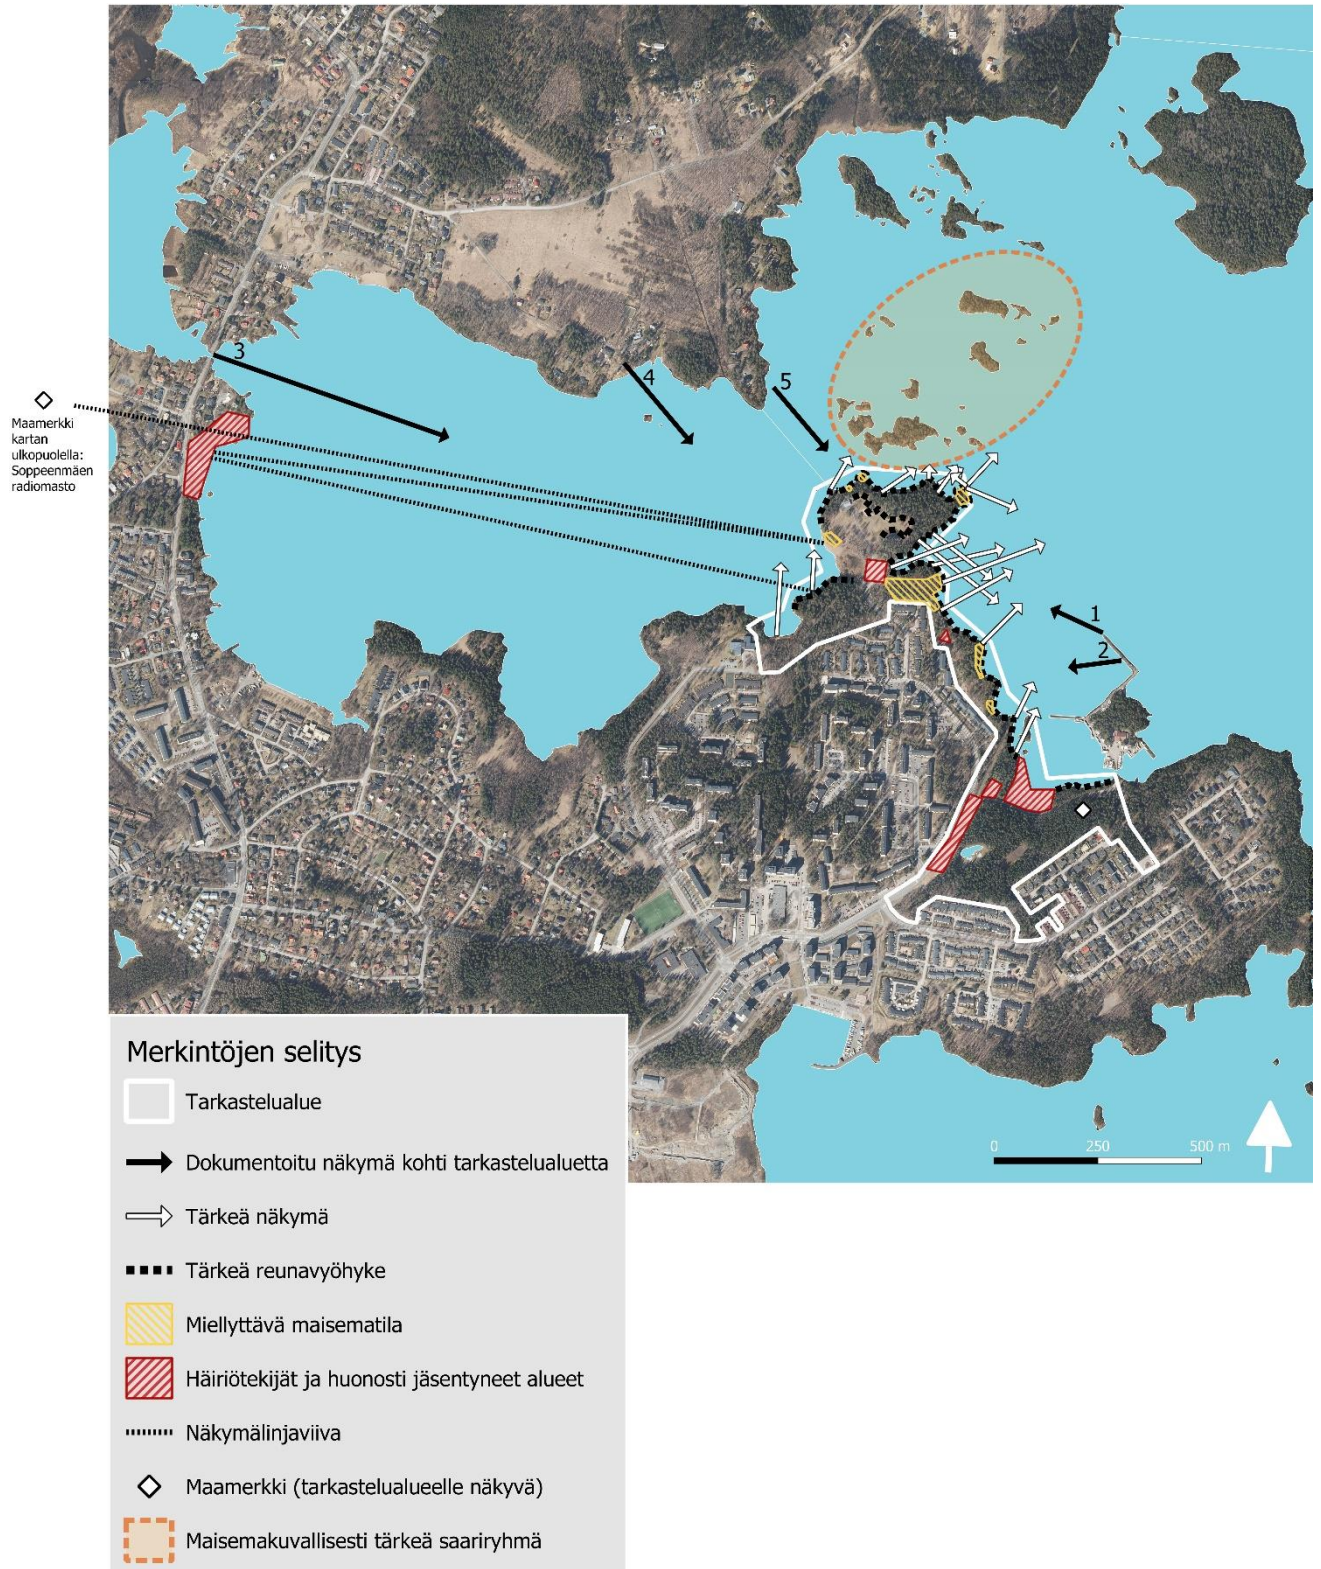 3
4
5
Maamerkki
kartan
ulkopuolella:
Soppeenmäen
radiomasto
1
2
Merkintöjen selitys
Tarkastelualue
Dokumentoitu näkymä kohti tarkastelualuetta
Tärkeä näkymä
Tärkeä reunavyöhyke
Miellyttävä maisematila
Häiriötekijät ja huonosti jäsentyneet alueet
Näkymälinjaviiva
Maamerkki (tarkastelualueelle näkyvä)
Maisemakuvallisesti tärkeä saariryhmä
0 250 500 m